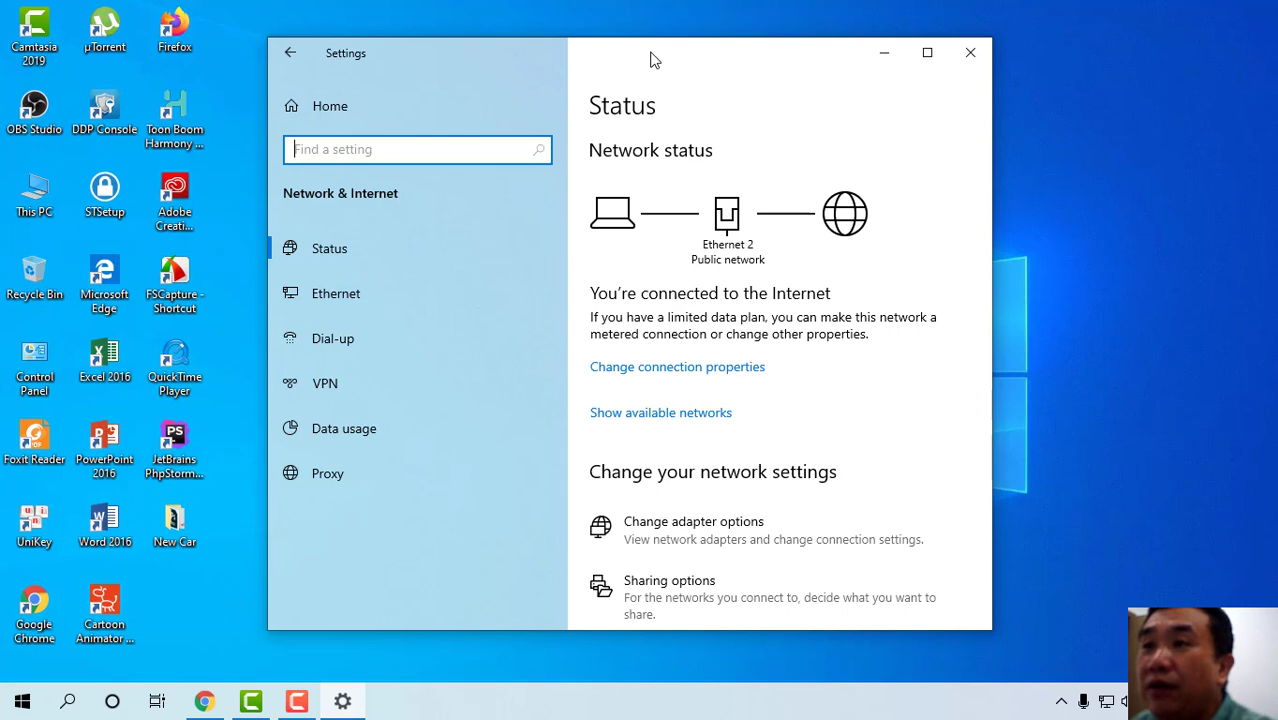 Camtasia
2019
µTorrent
Firefox
OBS Studio
DDP Console
Toon Boom
Harmony ...
This PC
STSetup
Adobe
Creati...
Recycle Bin
Microsoft
Edge
FSCapture -
Shortcut
Control
Panel
Excel 2016
QuickTime
Player
Foxit Reader
PowerPoint
2016
JetBrains
PhpStorm...
UniKey
Word 2016
New Car
Google
Chrome
Cartoon
Animator ...
Settings
Home
Find a setting
Network & Internet
Status
Ethernet
Dial-up
VPN
Data usage
Proxy
Status
Network status
Ethernet 2
Public network
You're connected to the Internet
If you have a limited data plan, you can make this network a
metered connection or change other properties.
Change connection properties
Show available networks
Change your network settings
Change adapter options
View network adapters and change connection settings.
Sharing options
For the networks you connect to, decide what you want to
share.